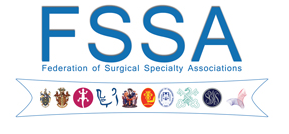 FSSA
Federation of Surgical Specialty Associations